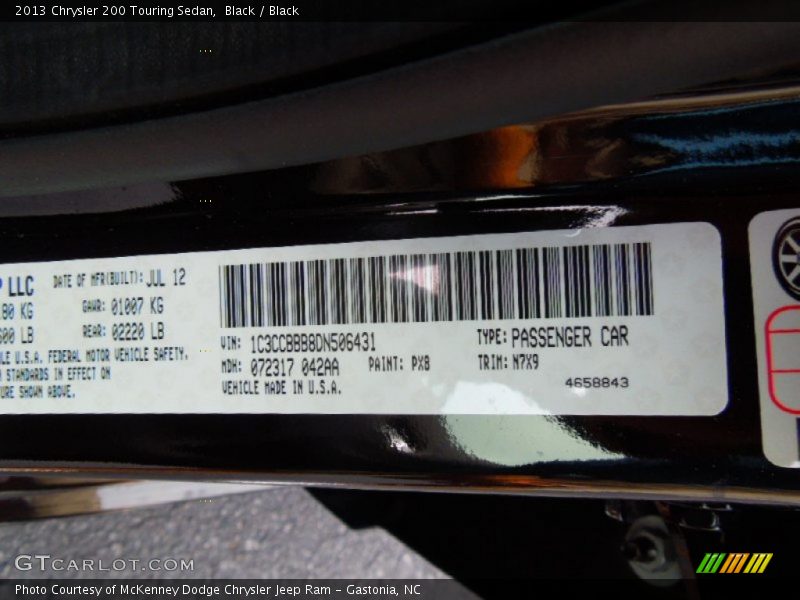 2013 Chrysler 200 Touring Sedan,  Black / Black
LLC
DATE OF MFR(BUILT): JUL 12
80 KG GAWR: 01007 KG
00 LB REAR: 02220 LB
U.S.A. FEDERAL MOTOR VEHICLE SAFETY.
STANDARDS IN EFFECT ON
SHOWN ABOVE.
VIN: 1C3CCBBB8DN506431 TYPE: PASSENGER CAR
MDH: 072317 042AA PAINT: PX8 TRIM: N7X9
VEHICLE MADE IN U.S.A. 4658843
GTCARLOT.COM
Photo Courtesy of McKenney Dodge Chrysler Jeep Ram – Gastonia, NC